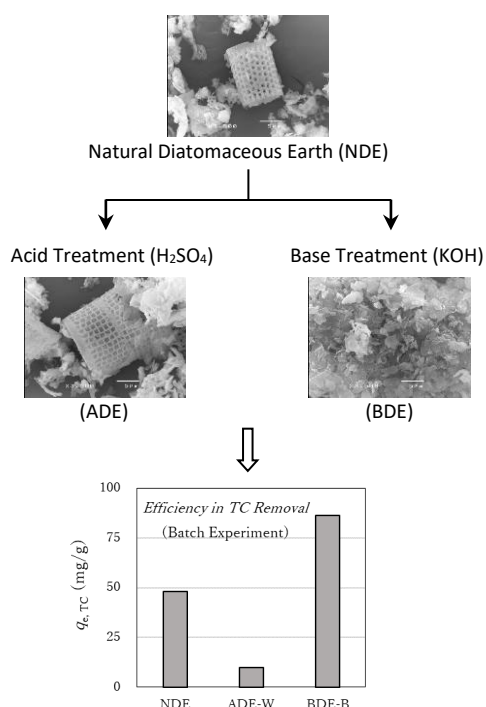 Natural Diatomaceous Earth (NDE)
Acid Treatment (H₂SO₄)
Base Treatment (KOH)
(ADE)
(BDE)
100
75
50
25
0
qₑ, TC (mg/g)
Efficiency in TC Removal
(Batch Experiment)
NDE
ADE-W
BDE-B